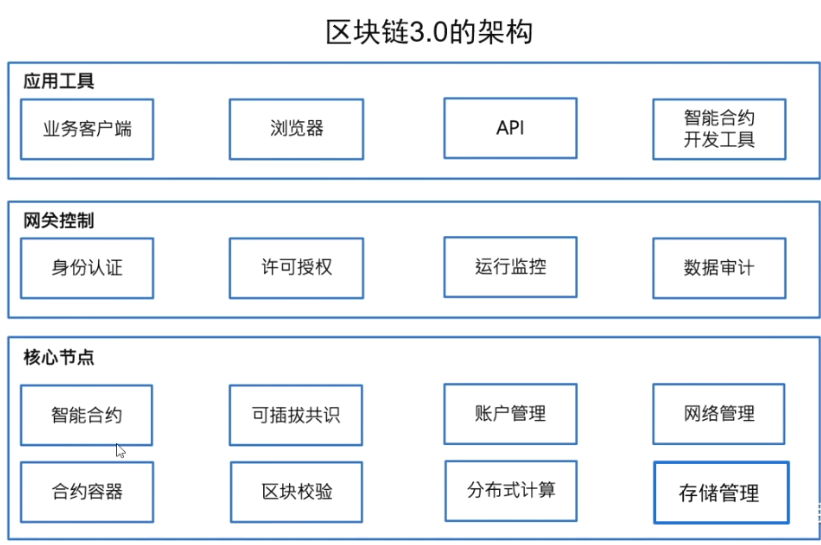 区块链3.0的架构
应用工具
业务客户端
浏览器
API
智能合约
开发工具
网关控制
身份认证
许可授权
运行监控
数据审计
核心节点
智能合约
可插拔共识
账户管理
网络管理
合约容器
区块校验
分布式计算
存储管理